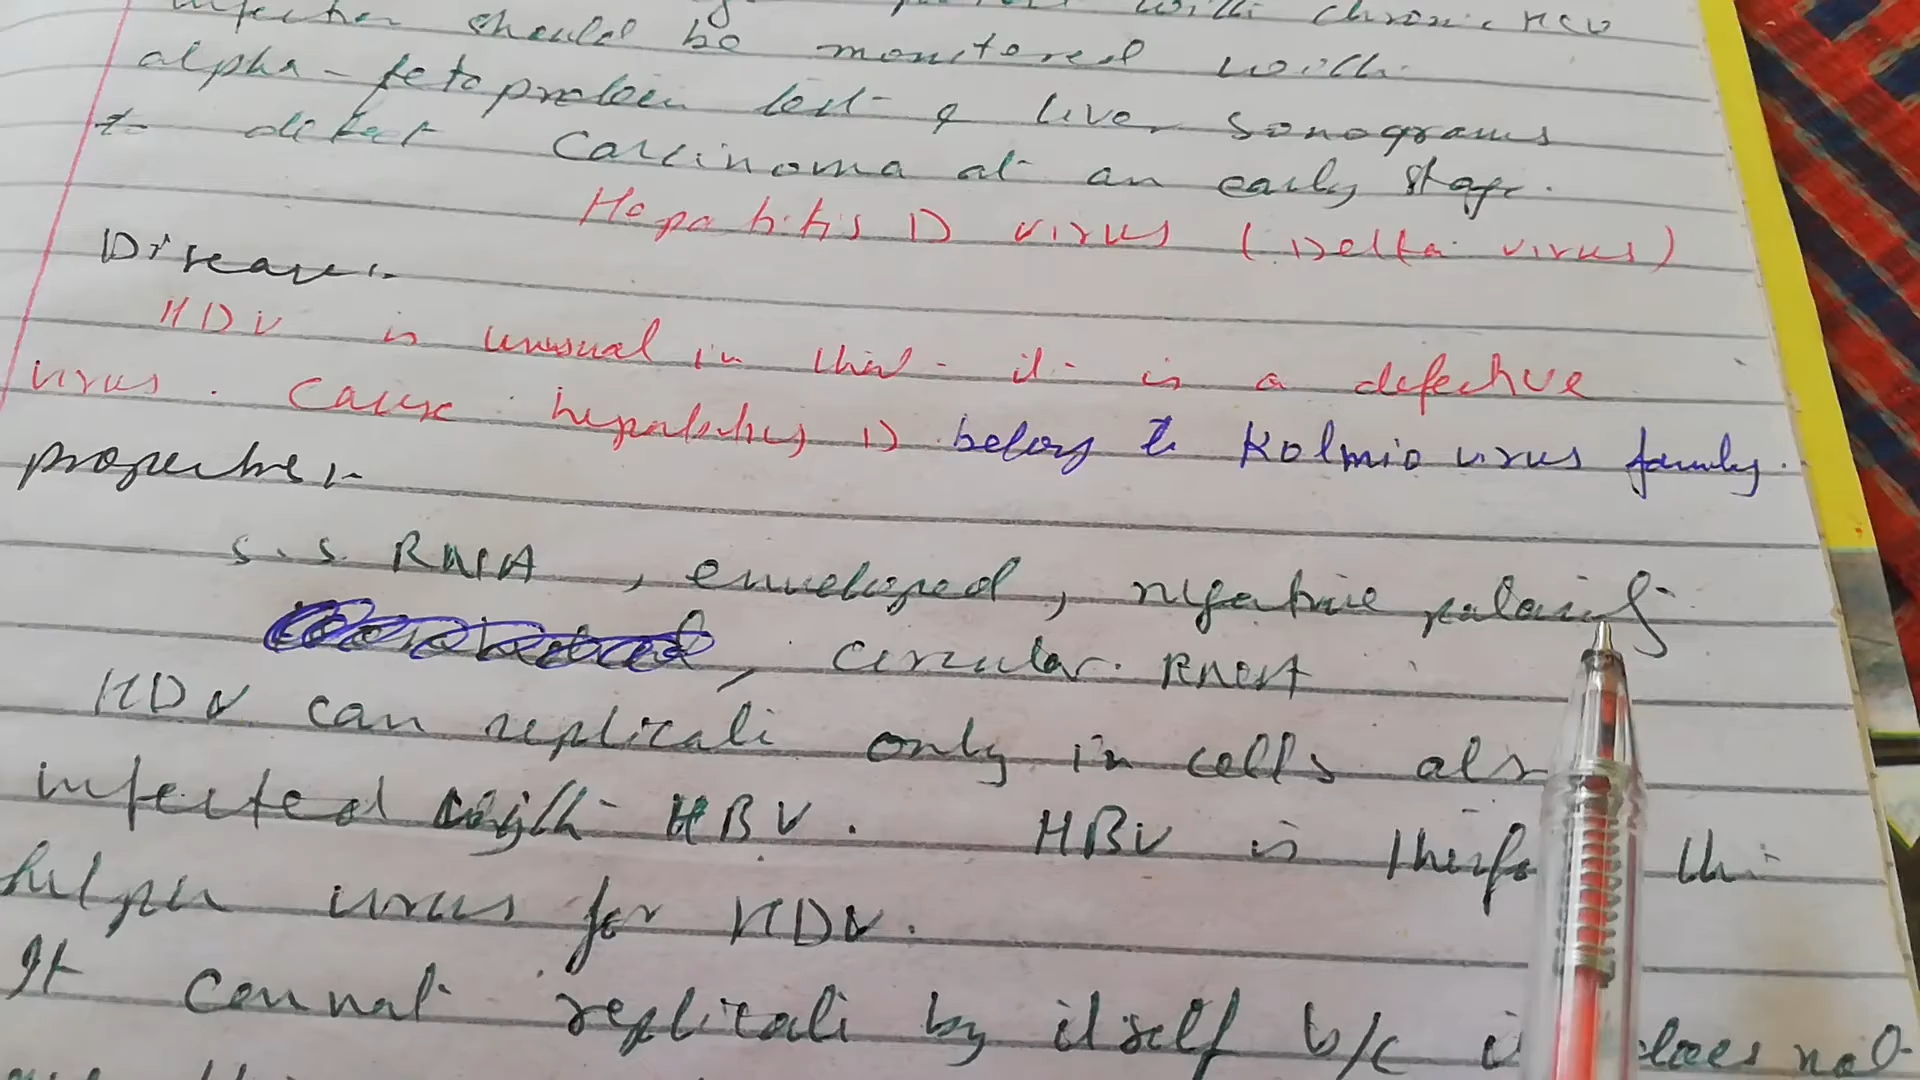 infection should be monitored with chronic HCV
alpha-fetoprotein test & liver sonograms
to detect carcinoma at an early stage.
Hepatitis D virus (Delta virus)
Disease:-
HDV is unusual in that it is a defective
virus. Cause hepatitis D belong to Kolmio virus family.
properties:-
s.s RNA, enveloped, negative polarity
, circular RNA
HDV can replicate only in cells also
infected with HBV. HBV is therefo the
helper virus for HDV.
It cannot replicate by itself b/c it does not